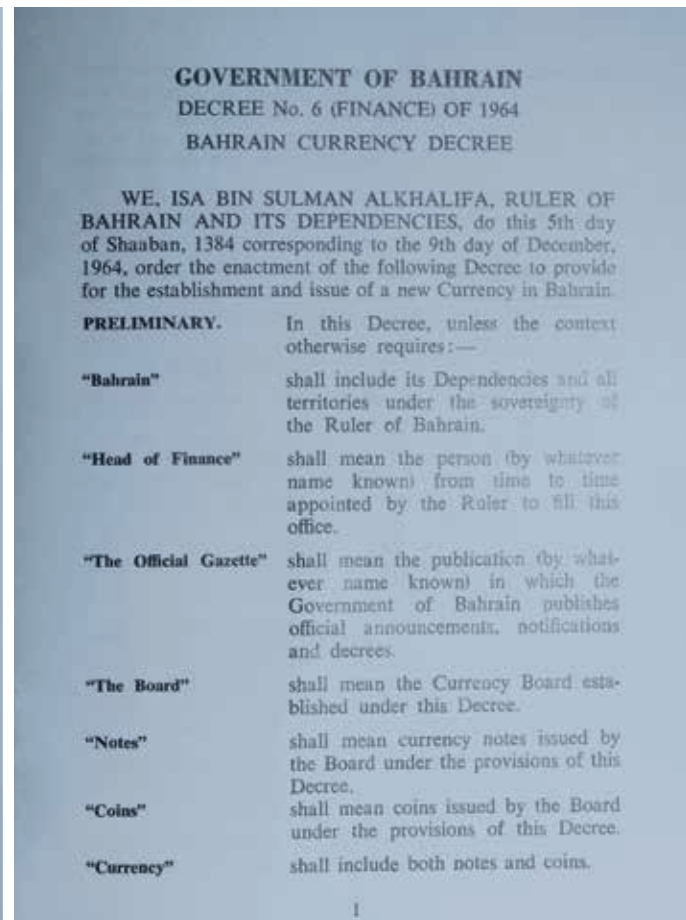 GOVERNMENT OF BAHRAIN
DECREE No. 6 (FINANCE) OF 1964
BAHRAIN CURRENCY DECREE
WE, ISA BIN SULMAN ALKHALIFA, RULER OF
BAHRAIN AND ITS DEPENDENCIES, do this 5th day
of Shaaban, 1384 corresponding to the 9th day of December,
1964, order the enactment of the following Decree to provide
for the establishment and issue of a new Currency in Bahrain.
PRELIMINARY. In this Decree, unless the context
otherwise requires:—
“Bahrain” shall include its Dependencies and all
territories under the sovereignty of
the Ruler of Bahrain.
“Head of Finance” shall mean the person (by whatever
name known) from time to time
appointed by the Ruler to fill this
office.
“The Official Gazette” shall mean the publication (by what-
ever name known) in which the
Government of Bahrain publishes
official announcements, notifications
and decrees.
“The Board” shall mean the Currency Board esta-
blished under this Decree.
“Notes” shall mean currency notes issued by
the Board under the provisions of this
Decree.
“Coins” shall mean coins issued by the Board
under the provisions of this Decree.
“Currency” shall include both notes and coins.
1